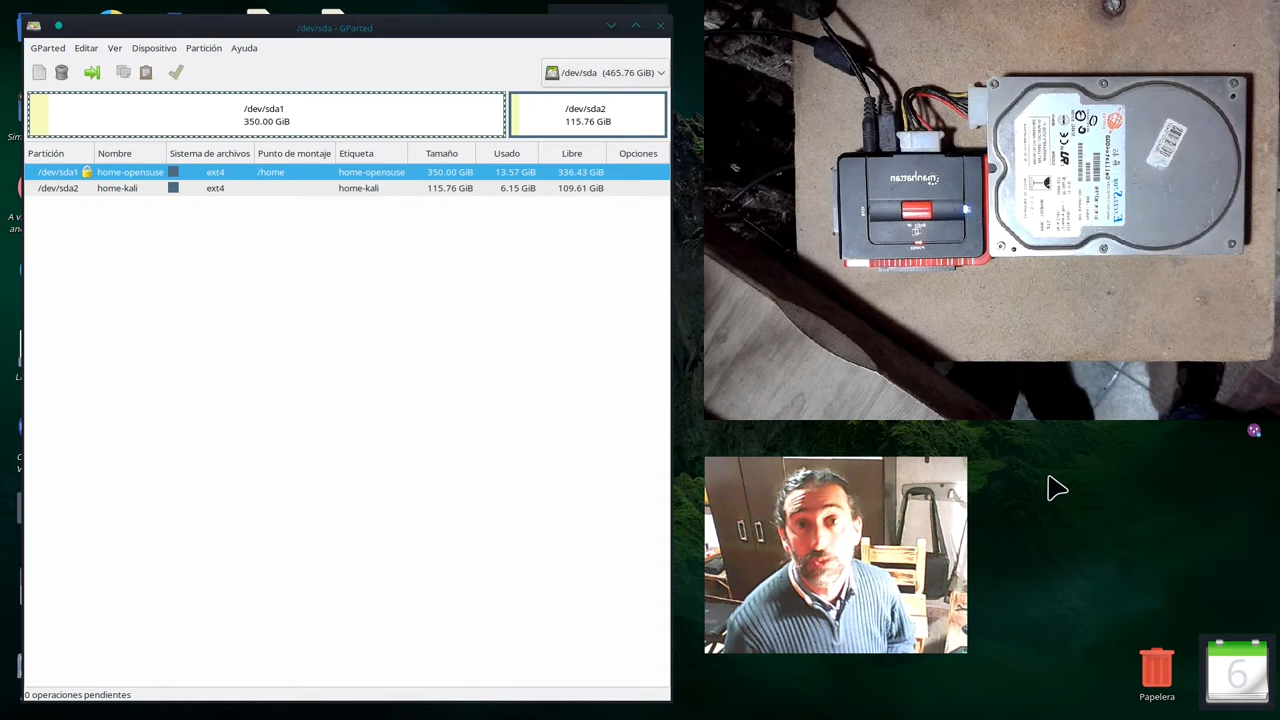 /dev/sda - GParted
GParted Editar Ver Dispositivo Partición Ayuda
/dev/sda (465.76 GiB)
/dev/sda1
350.00 GiB
/dev/sda2
115.76 GiB
Partición Nombre Sistema de archivos Punto de montaje Etiqueta Tamaño Usado Libre Opciones
/dev/sda1 home-opensuse ext4 /home home-opensuse 350.00 GiB 13.57 GiB 336.43 GiB
/dev/sda2 home-kali ext4 home-kali 115.76 GiB 6.15 GiB 109.61 GiB
0 operaciones pendientes
manhattan
POWER
6
Papelera